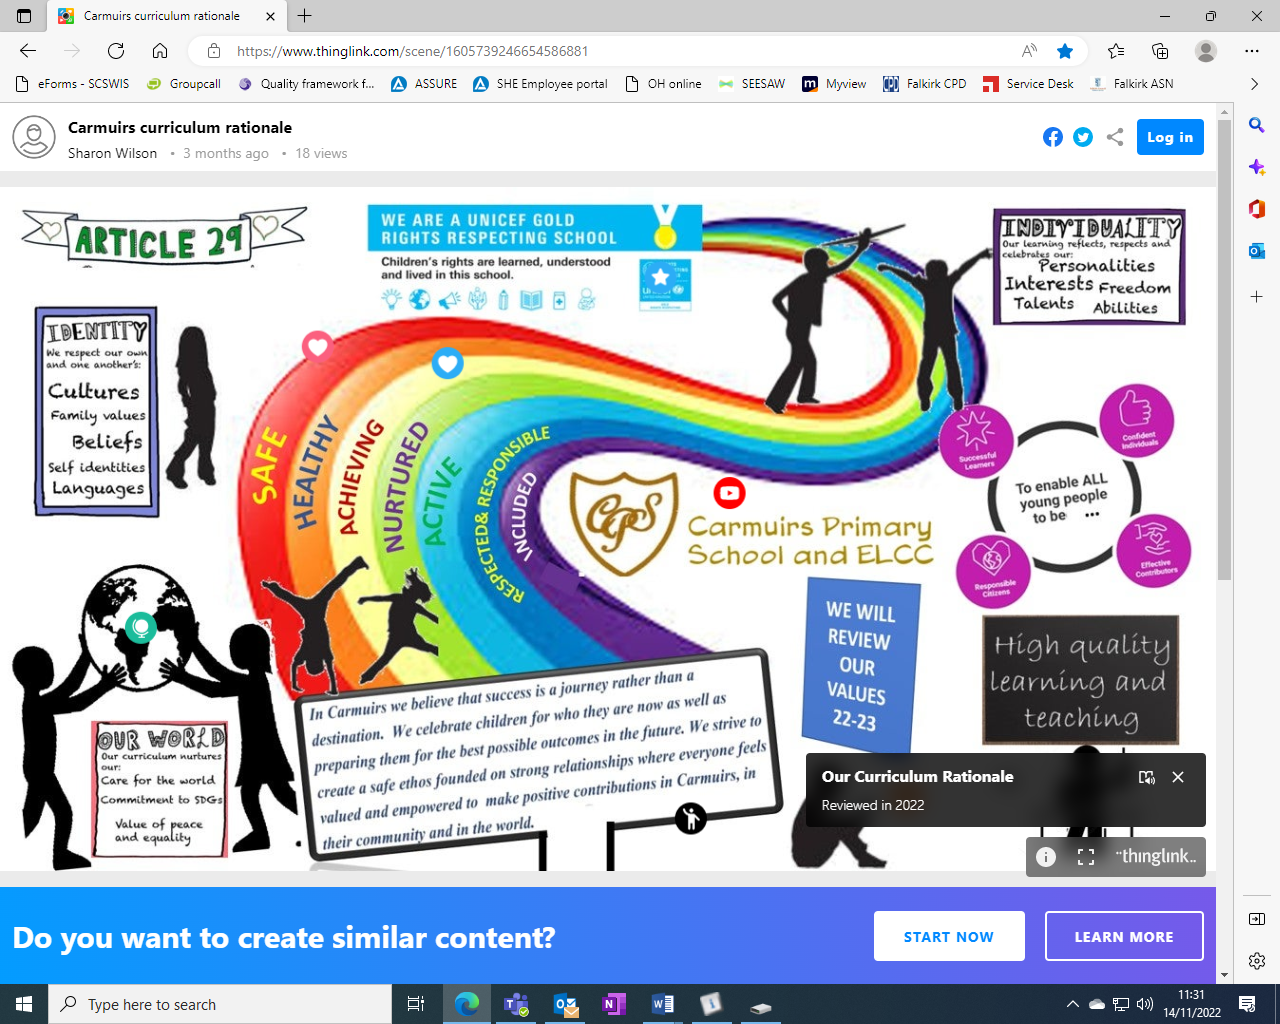 Carmuirs curriculum rationale
https://www.thinglink.com/scene/1605739246654586881
eForms - SCSWIS
Groupcall
Quality framework f...
ASSURE
SHE Employee portal
OH online
SEESAW
Myview
Falkirk CPD
Service Desk
Falkirk ASN
Carmuirs curriculum rationale
Sharon Wilson • 3 months ago • 18 views
Log in
ARTICLE 29
WE ARE A UNICEF GOLD
RIGHTS RESPECTING SCHOOL
Children's rights are learned, understood
and lived in this school.
INDIVIDUALITY
Our learning reflects, respects and
celebrates our:
Personalities
Interests Freedom
Talents Abilities
IDENTITY
We respect our own
and one another's:
Cultures
Family values
Beliefs
Self identities
Languages
SAFE
HEALTHY
ACHIEVING
NURTURED
ACTIVE
RESPECTED& RESPONSIBLE
INCLUDED
CGPS
Carmuirs Primary
School and ELCC
Successful
Learners
Confident
Individuals
To enable ALL
young people
to be ...
Responsible
Citizens
Effective
Contributors
WE WILL
REVIEW
OUR
VALUES
22-23
High quality
learning and
teaching
OUR WORLD
Our curriculum nurtures
our:
Care for the world
Commitment to SDGs
Value of peace
and equality
In Carmuirs we believe that success is a journey rather than a
destination. We celebrate children for who they are now as well as
preparing them for the best possible outcomes in the future. We strive to
create a safe ethos founded on strong relationships where everyone feels
valued and empowered to make positive contributions in Carmuirs, in
their community and in the world.
Our Curriculum Rationale
Reviewed in 2022
thinglink..
Do you want to create similar content?
START NOW
LEARN MORE
Type here to search
11:31
14/11/2022